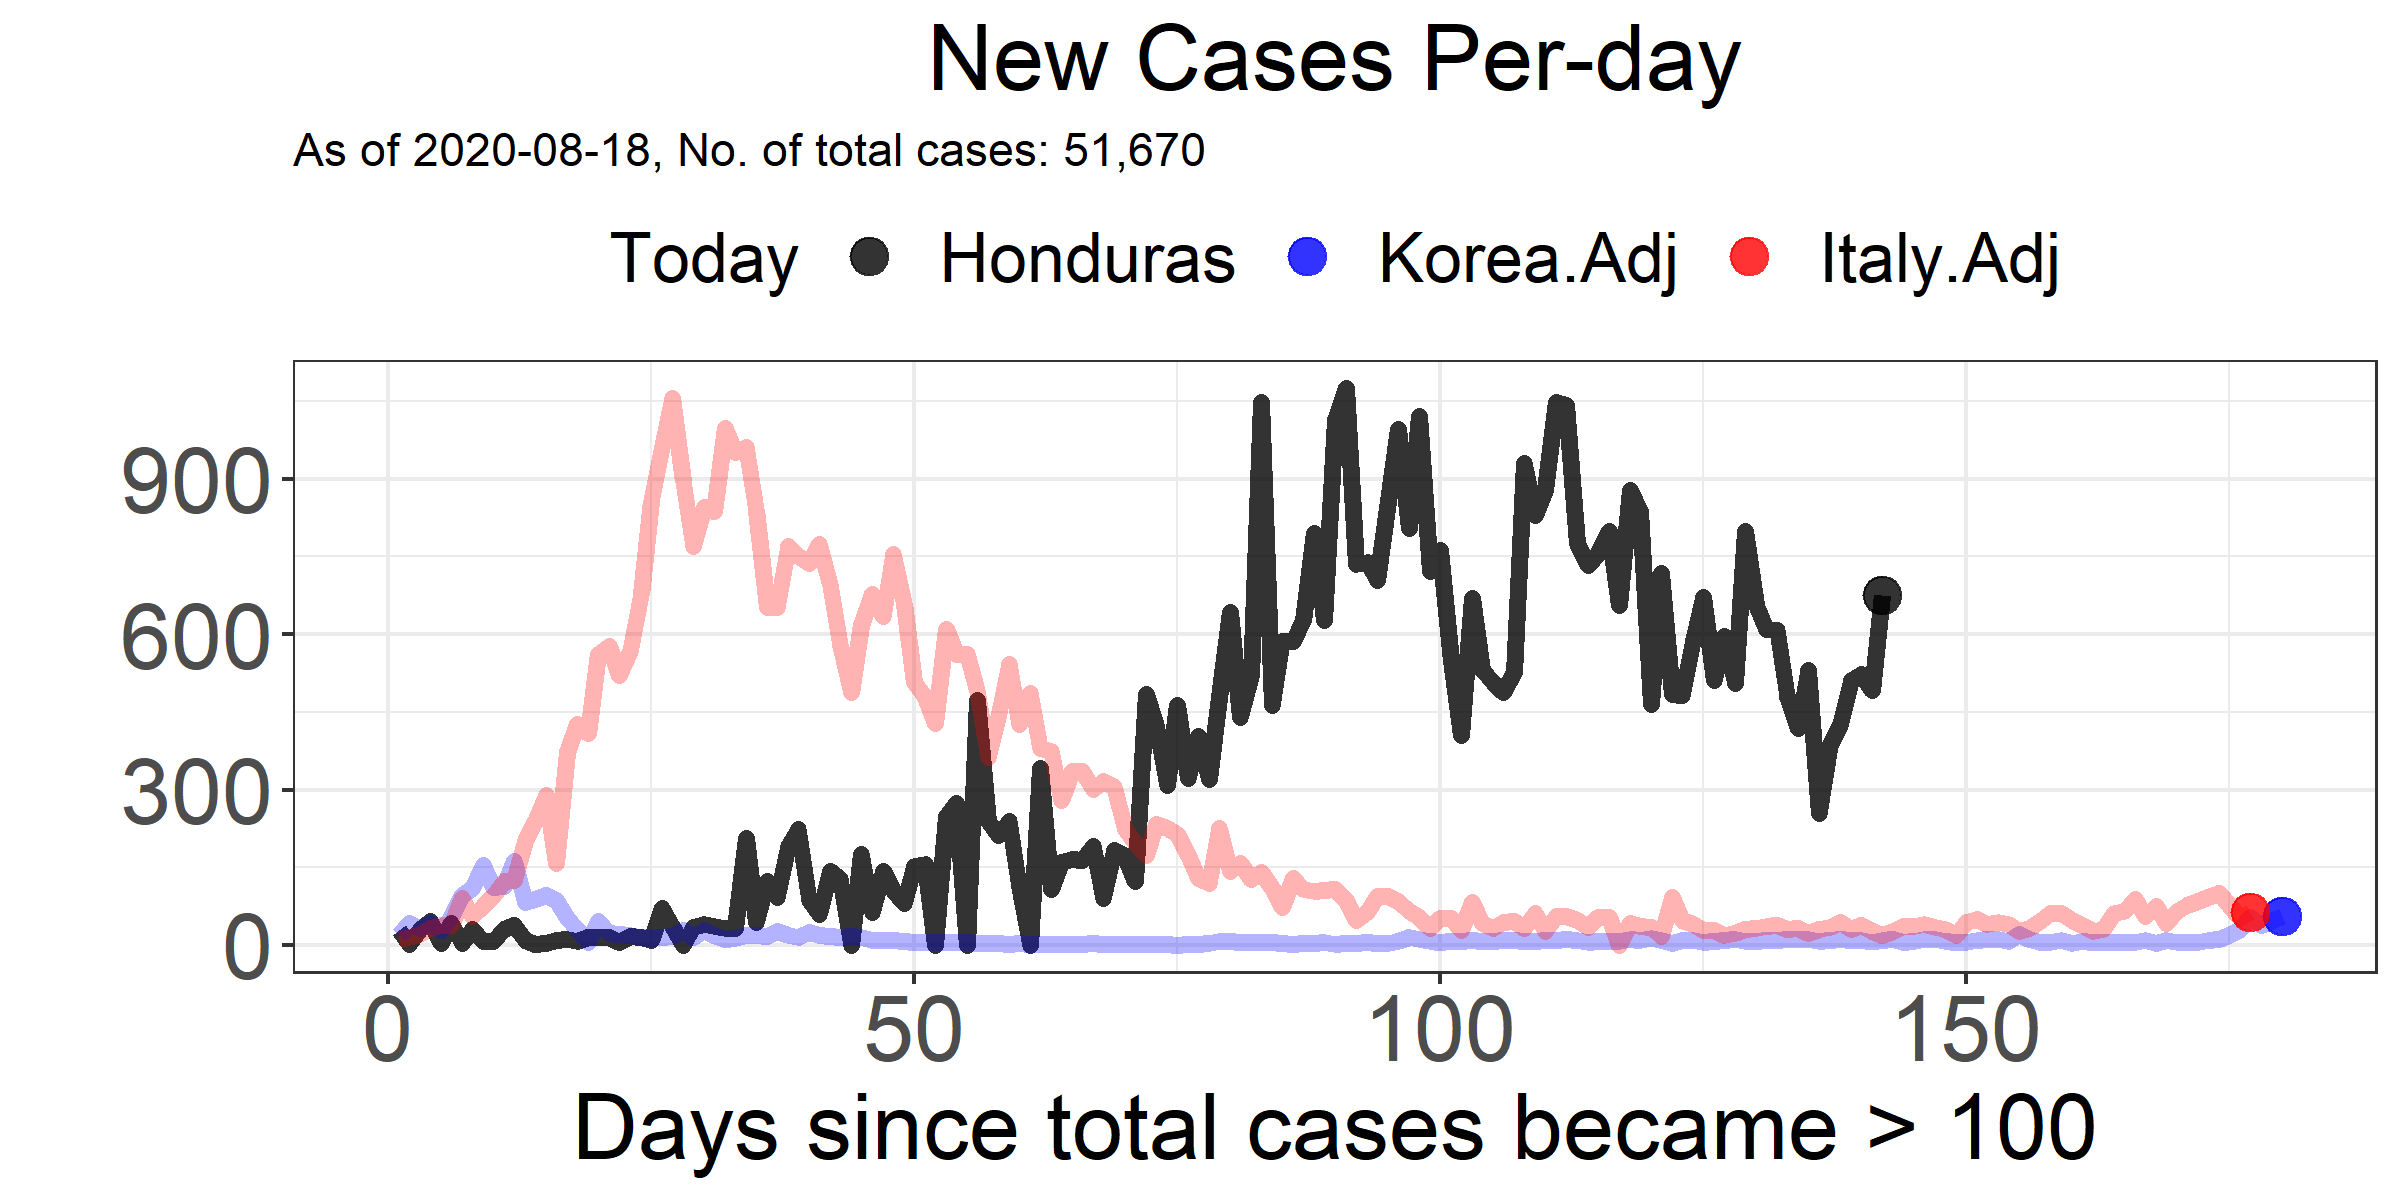 New Cases Per-day
As of 2020-08-18, No. of total cases: 51,670
Today Honduras Korea.Adj Italy.Adj
900
600
300
0
0 50 100 150
Days since total cases became > 100